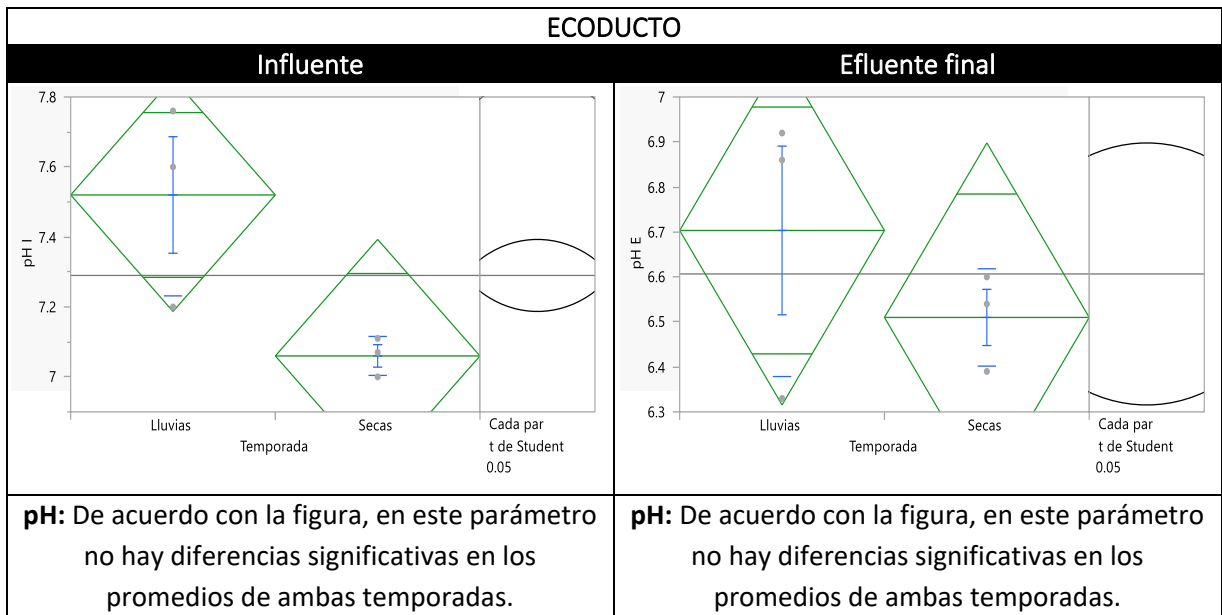 ECODUCTO
Influente
Efluente final
7.8
7.6
7.4
7.2
7
pH I
Lluvias
Secas
Temporada
Cada par
t de Student
0.05
7
6.9
6.8
6.7
6.6
6.5
6.4
6.3
pH E
Lluvias
Secas
Temporada
Cada par
t de Student
0.05
pH: De acuerdo con la figura, en este parámetro
no hay diferencias significativas en los
promedios de ambas temporadas.
pH: De acuerdo con la figura, en este parámetro
no hay diferencias significativas en los
promedios de ambas temporadas.